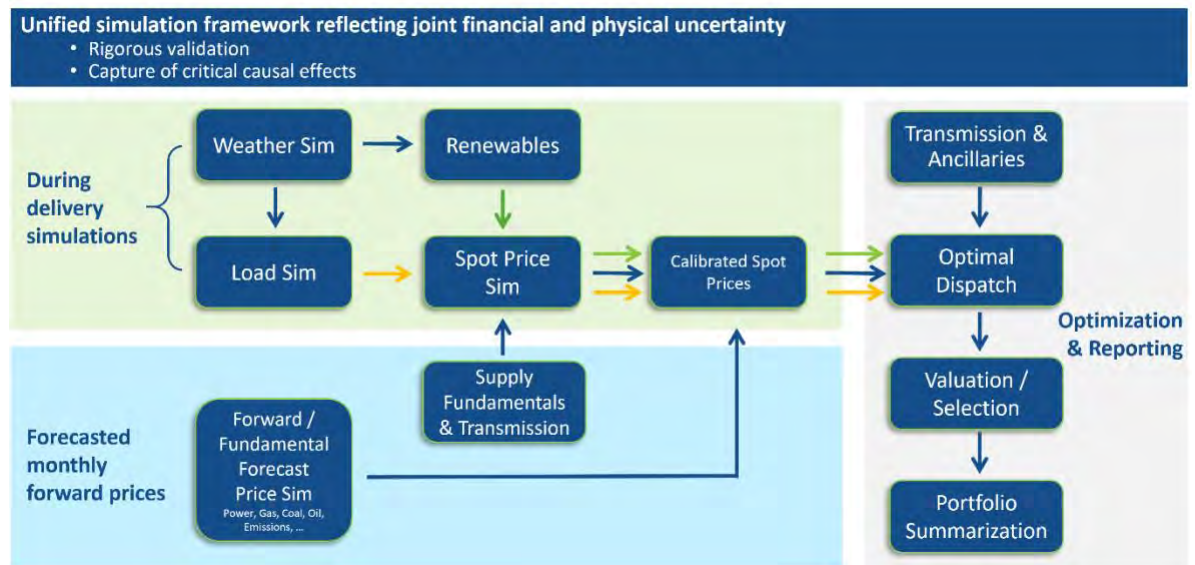 Unified simulation framework reflecting joint financial and physical uncertainty
• Rigorous validation
• Capture of critical causal effects
During
delivery
simulations
Weather Sim
Renewables
Load Sim
Spot Price
Sim
Calibrated Spot
Prices
Transmission &
Ancillaries
Optimal
Dispatch
Optimization
& Reporting
Valuation /
Selection
Portfolio
Summarization
Forecasted
monthly
forward prices
Forward /
Fundamental
Forecast
Price Sim
Power, Gas, Coal, Oil,
Emissions, ...
Supply
Fundamentals
& Transmission